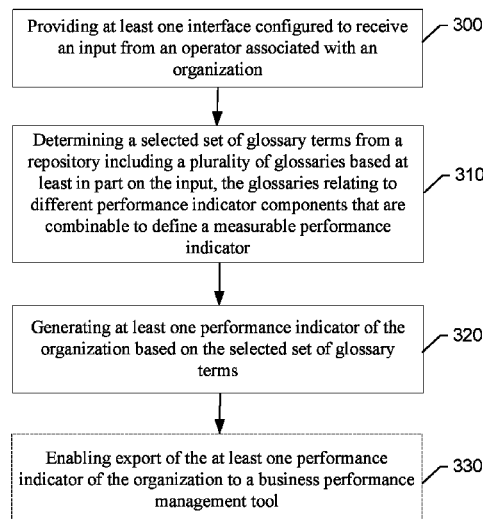 Providing at least one interface configured to receive
an input from an operator associated with an
organization
300
Determining a selected set of glossary terms from a
repository including a plurality of glossaries based at
least in part on the input, the glossaries relating to
different performance indicator components that are
combinable to define a measurable performance
indicator
310
Generating at least one performance indicator of the
organization based on the selected set of glossary
terms
320
Enabling export of the at least one performance
indicator of the organization to a business performance
management tool
330